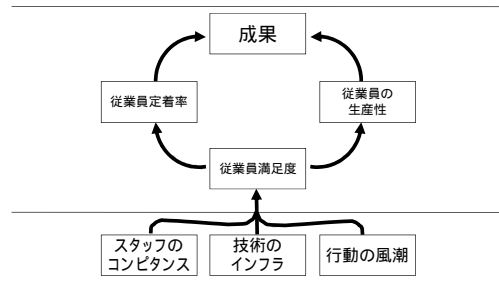 成果
従業員定着率
従業員の
生産性
従業員満足度
スタッフの
コンピタンス
技術の
インフラ
行動の風潮